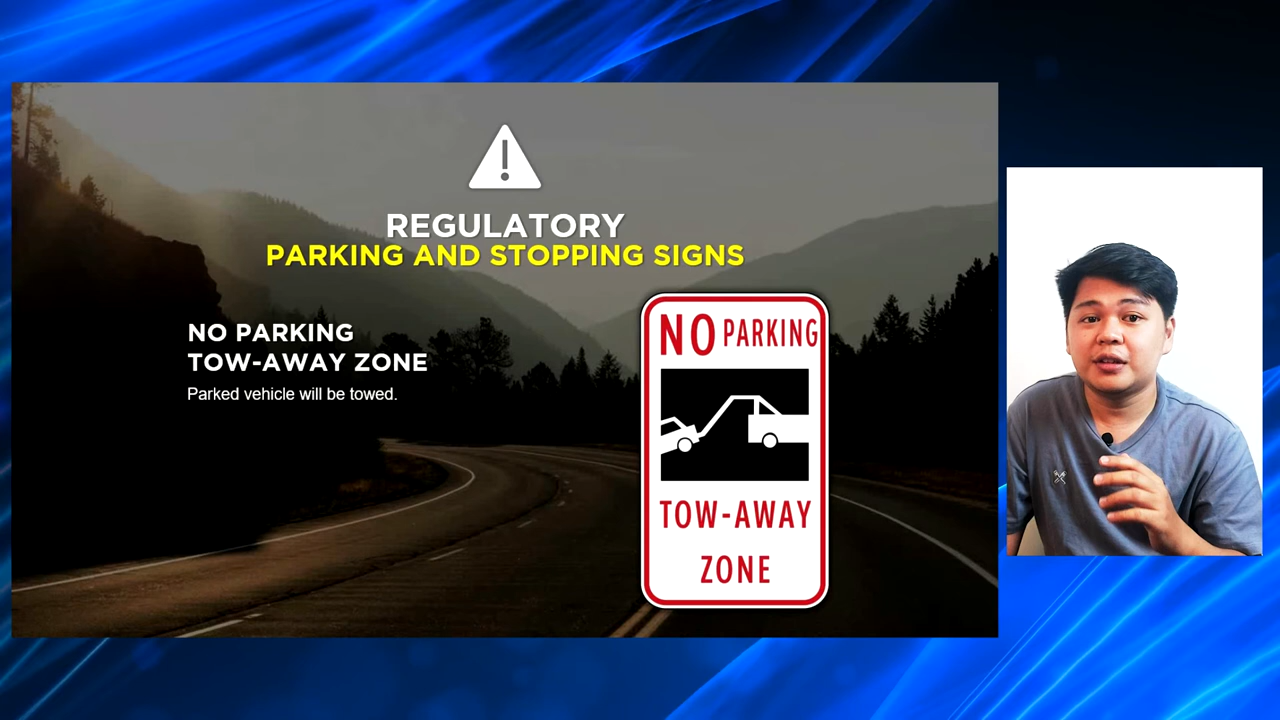 REGULATORY
PARKING AND STOPPING SIGNS
NO PARKING
TOW-AWAY ZONE
Parked vehicle will be towed.
NO PARKING
TOW-AWAY
ZONE